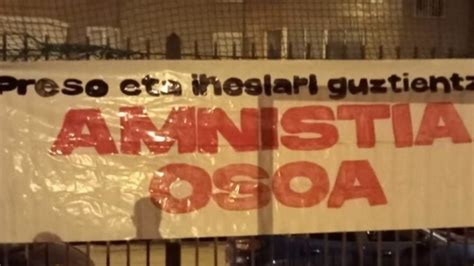 Preso eta iheslari guztientz
AMNISTIA
OSOA